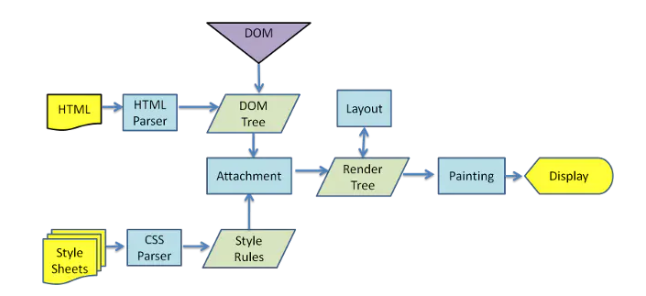 DOM
HTML
HTML
Parser
DOM
Tree
Layout
Attachment
Render
Tree
Painting
Display
Style
Sheets
CSS
Parser
Style
Rules